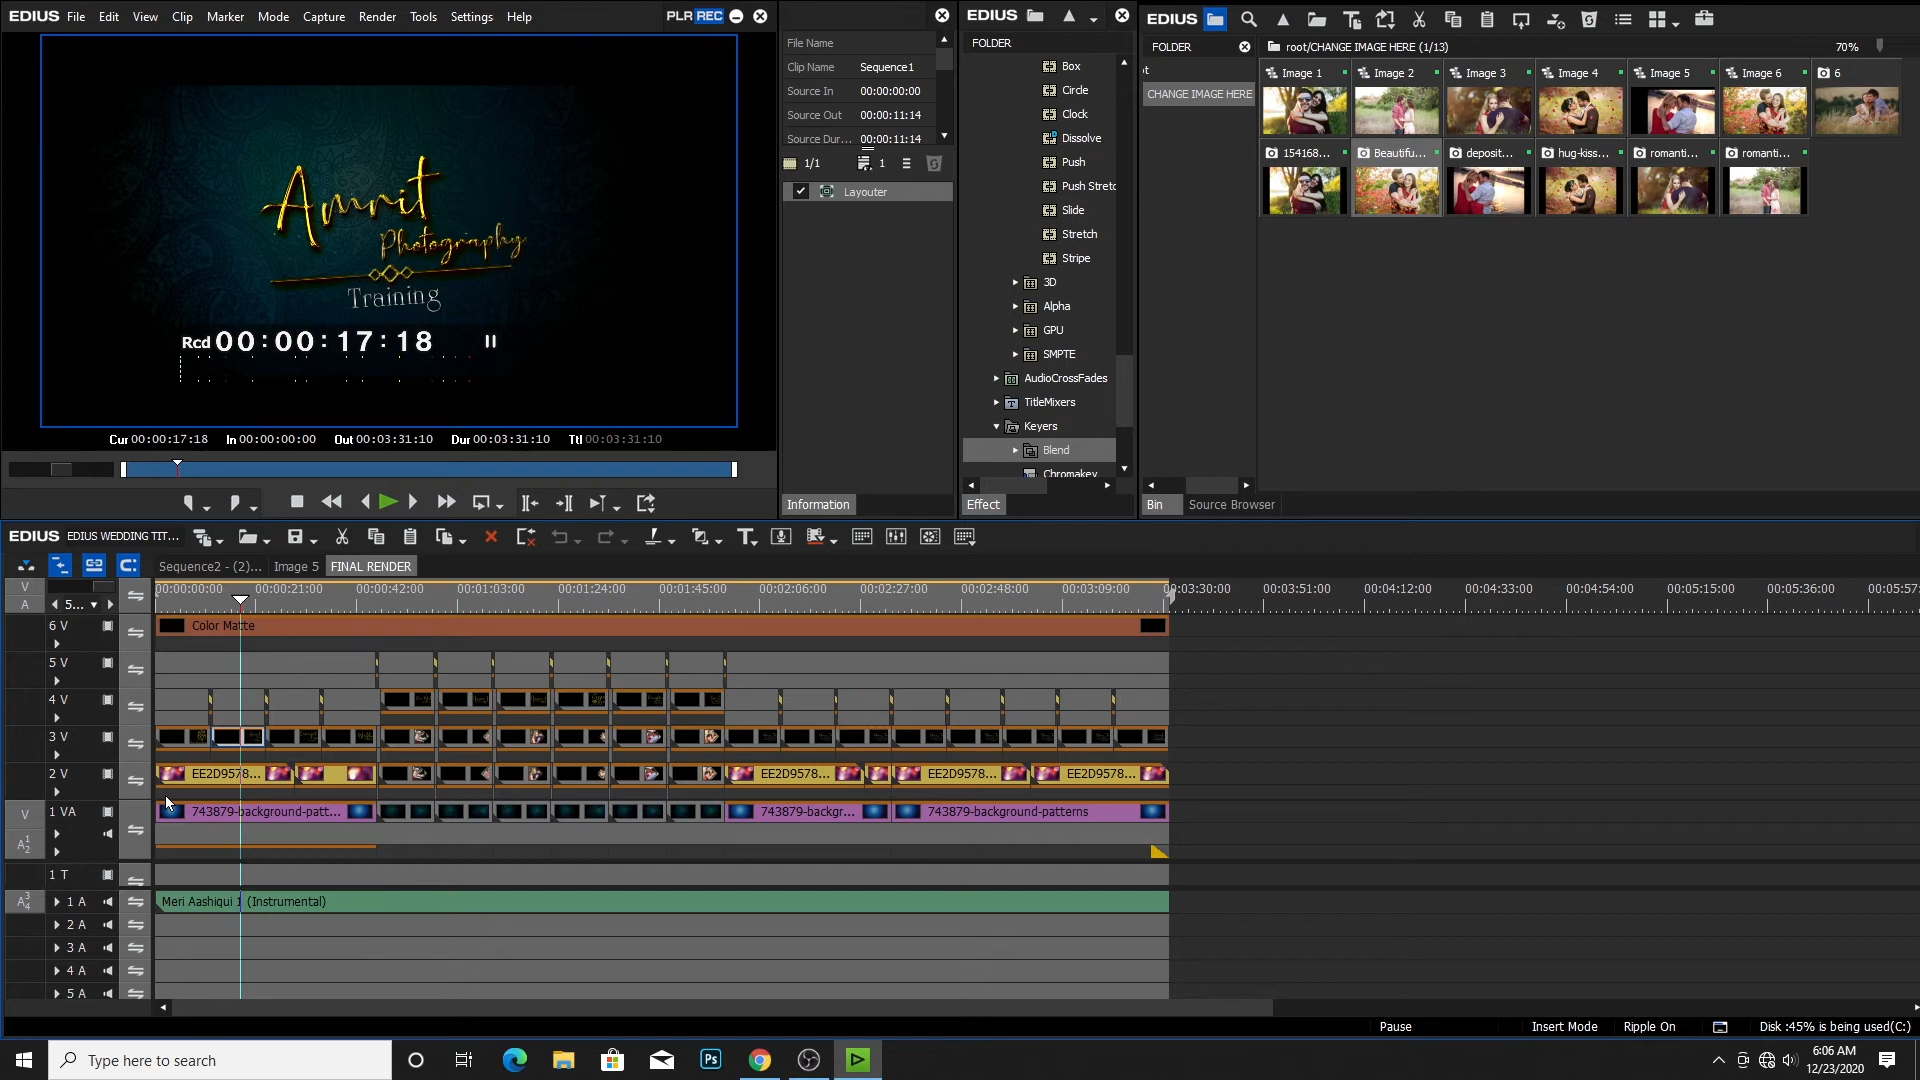 EDIUS File Edit View Clip Marker Mode Capture Render Tools Settings Help PLR REC
Amrit
Photography
Training
Rcd 00:00:17:18
Cur 00:00:17:18 In 00:00:00:00 Out 00:03:31:10 Dur 00:03:31:10 Ttl 00:03:31:10
File Name
Clip Name Sequence1
Source In 00:00:00:00
Source Out 00:00:11:14
Source Dur... 00:00:11:14
1/1 1
Layouter
Information
EDIUS
FOLDER
Box
Circle
Clock
Dissolve
Push
Push Stretc
Slide
Stretch
Stripe
3D
Alpha
GPU
SMPTE
AudioCrossFades
TitleMixers
Keyers
Blend
Chromakey
Effect
EDIUS
FOLDER root/CHANGE IMAGE HERE (1/13) 70%
CHANGE IMAGE HERE
Image 1 Image 2 Image 3 Image 4 Image 5 Image 6 6
154168... Beautifu... deposit... hug-kiss... romanti... romanti...
Bin Source Browser
EDIUS EDIUS WEDDING TIT...
Sequence2 - (2)... Image 5 FINAL RENDER
V
A 5...
00:00:00:00 00:00:21:00 00:00:42:00 00:01:03:00 00:01:24:00 00:01:45:00 00:02:06:00 00:02:27:00 00:02:48:00 00:03:09:00 00:03:30:00 00:03:51:00 00:04:12:00 00:04:33:00 00:04:54:00 00:05:15:00 00:05:36:00 00:05:57:
6 V Color Matte
5 V
4 V
3 V
2 V EE2D9578... EE2D9578... EE2D9578... EE2D9578...
V 1 VA 743879-background-patt... 743879-backgr... 743879-background-patterns
A 1 2
1 T
A 3 4 1 A Meri Aashiqui 1 (Instrumental)
2 A
3 A
4 A
5 A
Pause Insert Mode Ripple On Disk :45% is being used(C:)
Type here to search
Ps
6:06 AM
12/23/2020